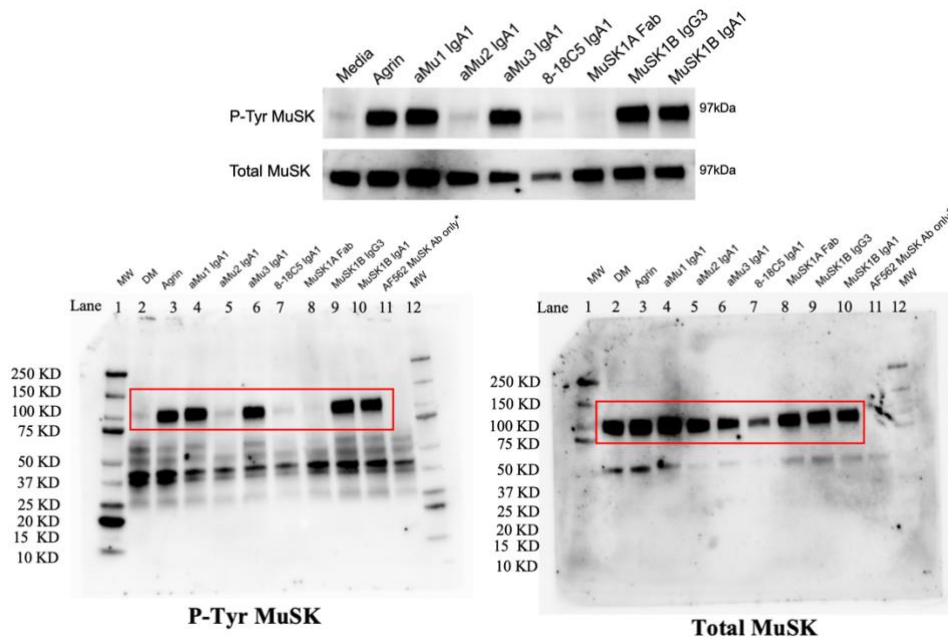 Media Agrin aMu1 IgA1 aMu2 IgA1 aMu3 IgA1 8-18C5 IgA1 MuSK1A Fab MuSK1B IgG3 MuSK1B IgA1
P-Tyr MuSK 97kDa
Total MuSK 97kDa
MW DM Agrin aMu1 IgA1 aMu2 IgA1 aMu3 IgA1 8-18C5 IgA1 MuSK1A Fab MuSK1B IgG3 MuSK1B IgA1 AF562 MuSK Ab only* MW
Lane 1 2 3 4 5 6 7 8 9 10 11 12
250 KD
150 KD
100 KD
75 KD
50 KD
37 KD
25 KD
20 KD
15 KD
10 KD
P-Tyr MuSK
MW DM Agrin aMu1 IgA1 aMu2 IgA1 aMu3 IgA1 8-18C5 IgA1 MuSK1A Fab MuSK1B IgG3 MuSK1B IgA1 AF562 MuSK Ab only* MW
Lane 1 2 3 4 5 6 7 8 9 10 11 12
250 KD
150 KD
100 KD
75 KD
50 KD
37 KD
25 KD
20 KD
15 KD
10 KD
Total MuSK